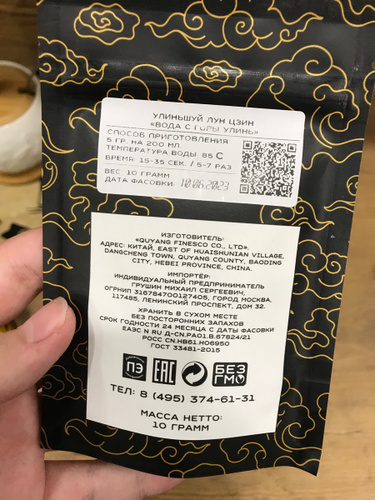 УЛИНЬШУЙ ЛУН ЦЗИН
«ВОДА С ГОРЫ УЛИНЬ»
СПОСОБ ПРИГОТОВЛЕНИЯ
5 ГР. НА 200 МЛ.
ТЕМПЕРАТУРА ВОДЫ 85 С
ВРЕМЯ: 15-35 СЕК. / 5-7 РАЗ
ВЕС: 10 ГРАММ
ДАТА ФАСОВКИ
ИЗГОТОВИТЕЛЬ:
«QUYANG FINESCO CO., LTD».
АДРЕС: КИТАЙ, EAST OF HUAISHUNIAN VILLAGE,
DANGCHENG TOWN, QUYANG COUNTY, BAODING
CITY, HEBEI PROVINCE, CHINA.
ИМПОРТЁР:
ИНДИВИДУАЛЬНЫЙ ПРЕДПРИНИМАТЕЛЬ
ГРУШИН МИХАИЛ СЕРГЕЕВИЧ,
ОГРНИП 316784700127405, ГОРОД МОСКВА,
117485, ЛЕНИНСКИЙ ПРОСПЕКТ, ДОМ 32.
ХРАНИТЬ В СУХОМ МЕСТЕ
БЕЗ ПОСТОРОННИХ ЗАПАХОВ
СРОК ГОДНОСТИ 24 МЕСЯЦА С ДАТЫ ФАСОВКИ
ЕАЭС N RU Д-CN.РА01.В.67824/21
РОСС CN.НВ61.Н06950
ГОСТ 33481-2015
ПЭ EAC БЕЗ ГМО
ТЕЛ: 8 (495) 374-61-31
МАССА НЕТТО:
10 ГРАММ